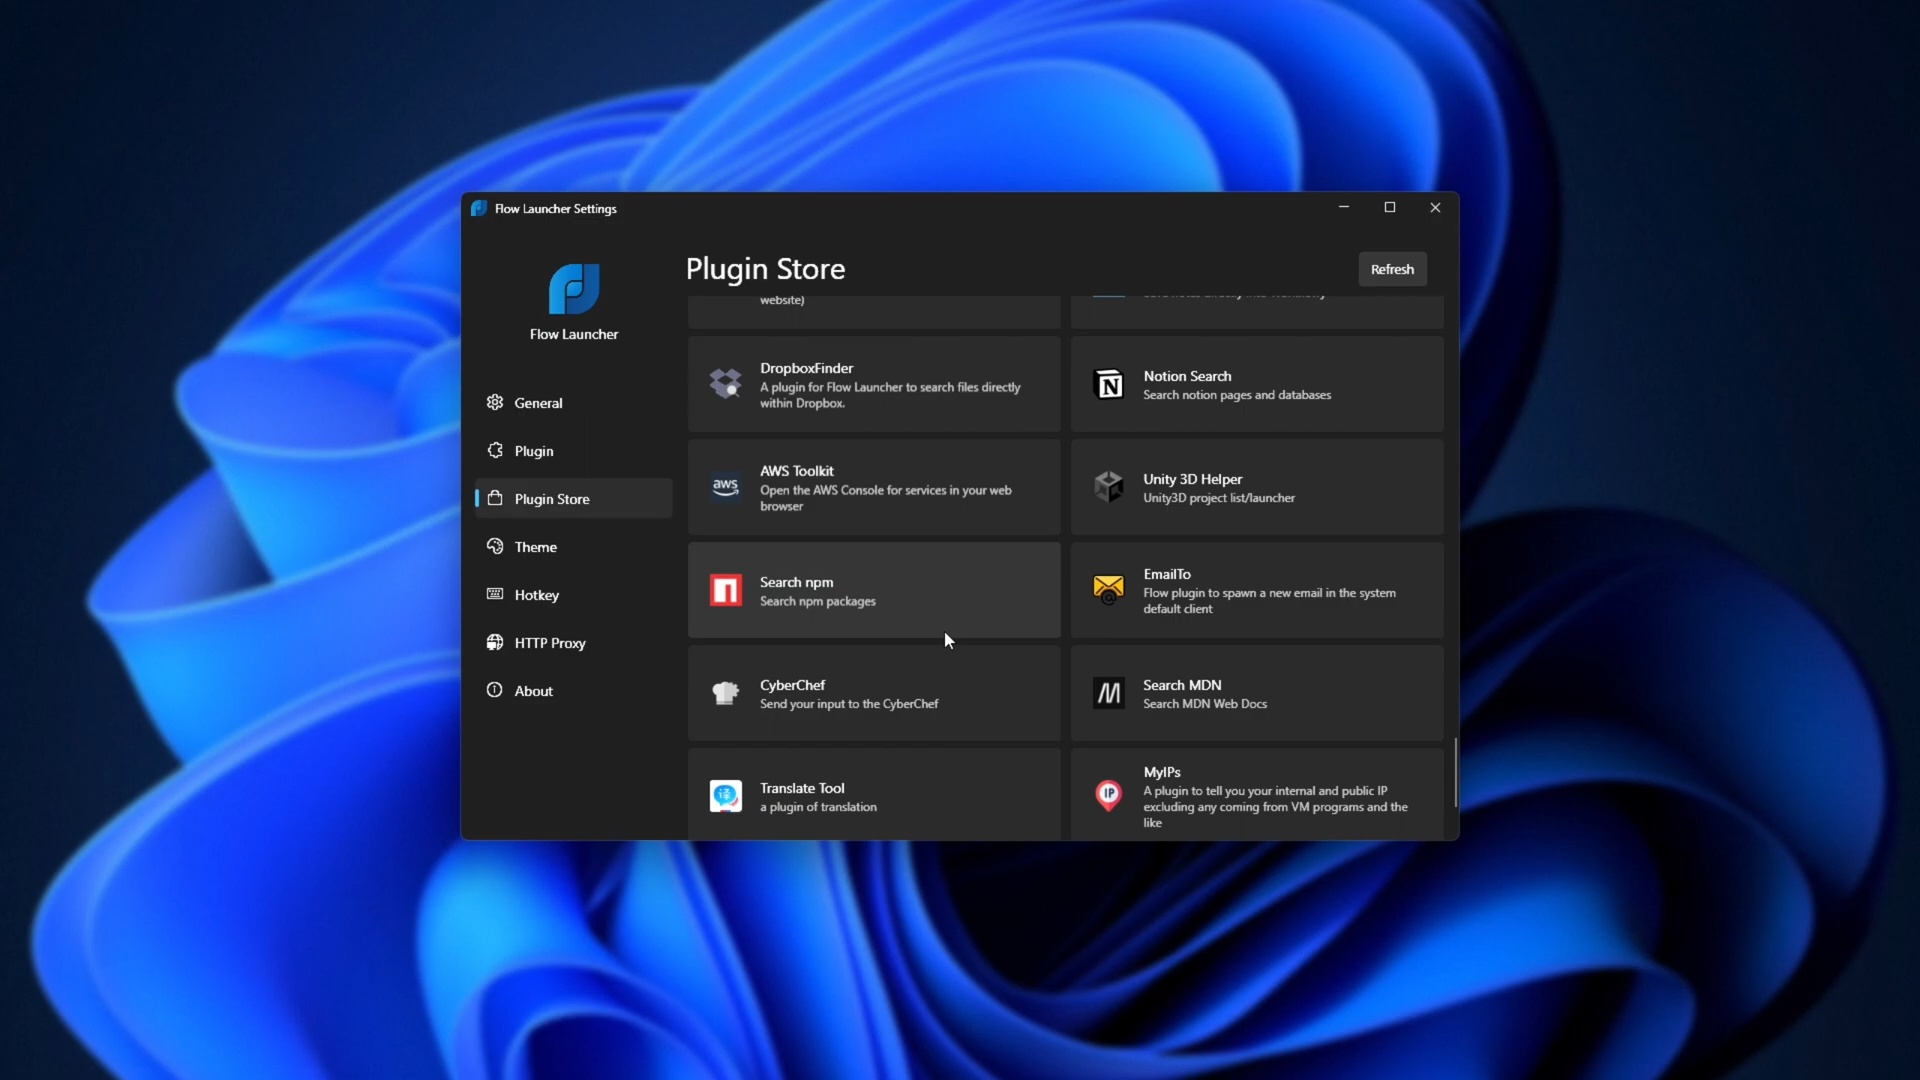 Flow Launcher Settings
Flow Launcher
General
Plugin
Plugin Store
Theme
Hotkey
HTTP Proxy
About
Plugin Store
Refresh
website)
DropboxFinder
A plugin for Flow Launcher to search files directly
within Dropbox.
Notion Search
Search notion pages and databases
AWS Toolkit
Open the AWS Console for services in your web
browser
Unity 3D Helper
Unity3D project list/launcher
Search npm
Search npm packages
EmailTo
Flow plugin to spawn a new email in the system
default client
CyberChef
Send your input to the CyberChef
Search MDN
Search MDN Web Docs
Translate Tool
a plugin of translation
MyIPs
A plugin to tell you your internal and public IP
excluding any coming from VM programs and the
like
aws
N
译
IP